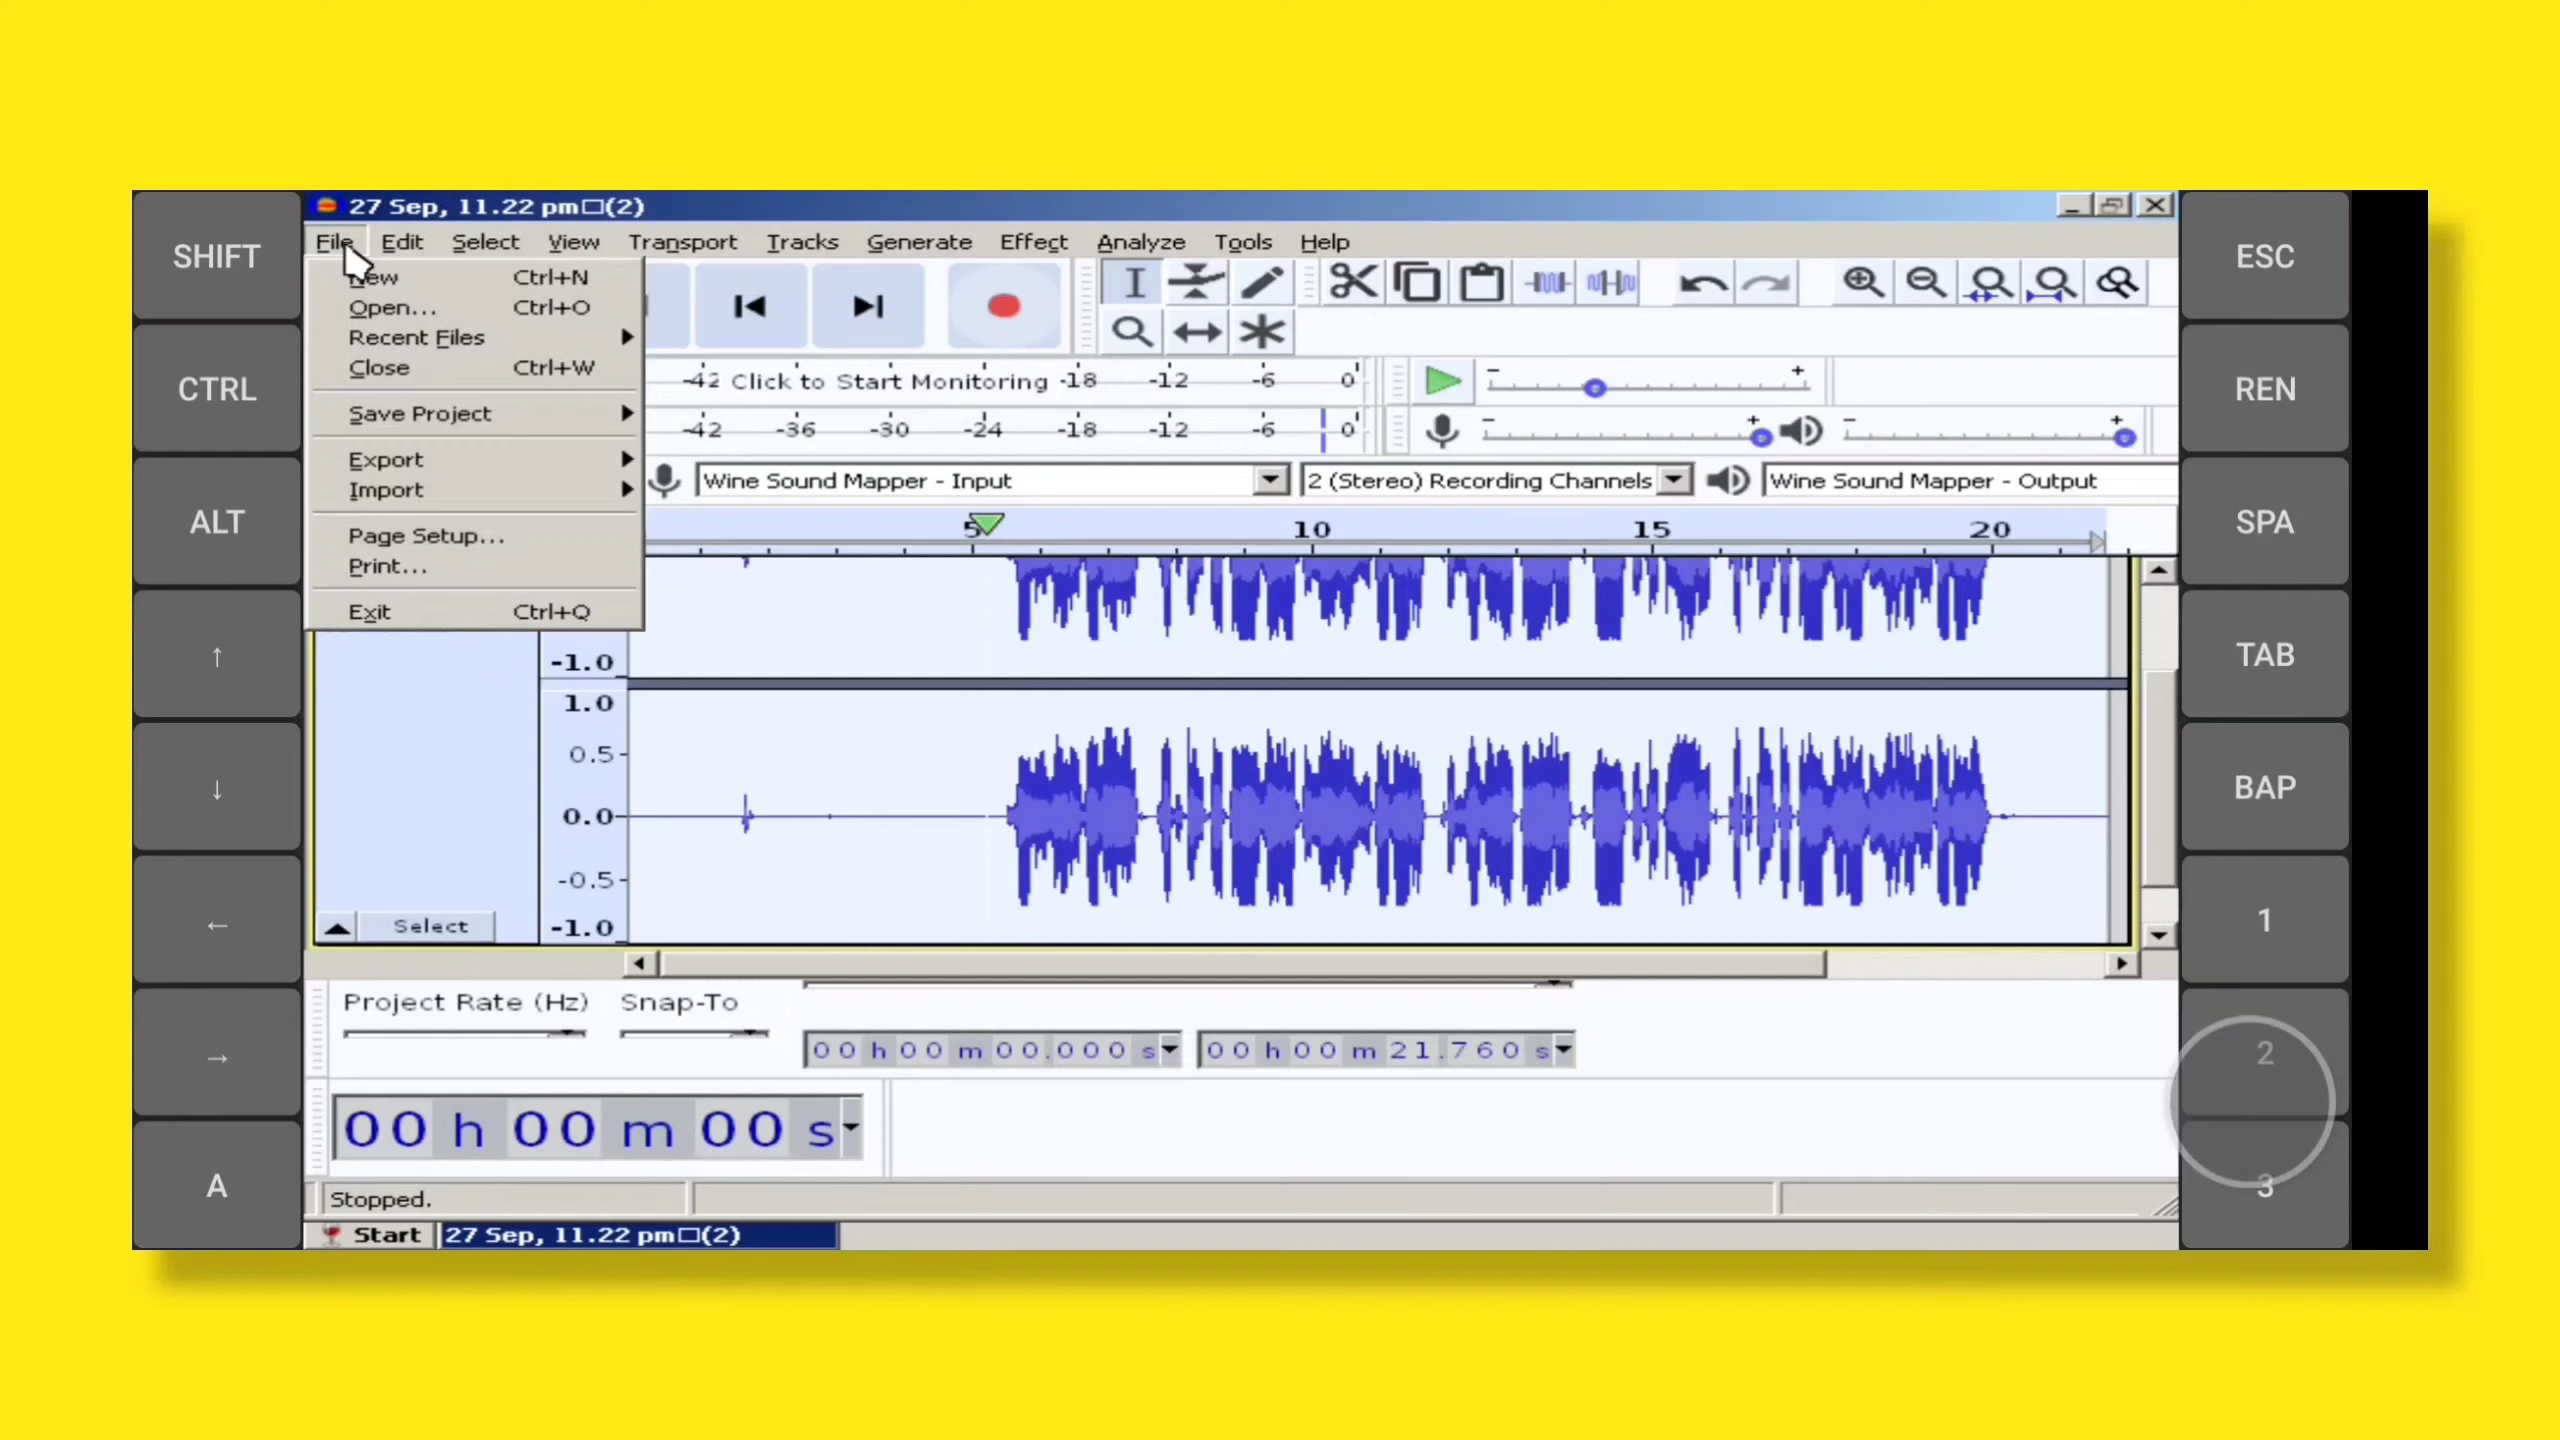 27 Sep, 11.22 pm□(2)
File Edit Select View Transport Tracks Generate Effect Analyze Tools Help
New Ctrl+N
Open... Ctrl+O
Recent Files
Close Ctrl+W
Save Project
Export
Import
Page Setup...
Print...
Exit Ctrl+Q
-42 Click to Start Monitoring -18 -12 -6 0
-42 -36 -30 -24 -18 -12 -6 0
- +
- +
- +
Wine Sound Mapper - Input 2 (Stereo) Recording Channels Wine Sound Mapper - Output
5 10 15 20
-1.0
1.0
0.5
0.0
-0.5
-1.0
Select
Project Rate (Hz) Snap-To
00 h 00 m 00.000 s 00 h 00 m 21.760 s
00 h 00 m 00 s
Stopped.
Start 27 Sep, 11.22 pm□(2)
SHIFT
CTRL
ALT
↑
↓
←
→
A
ESC
REN
SPA
TAB
BAP
1
2
3